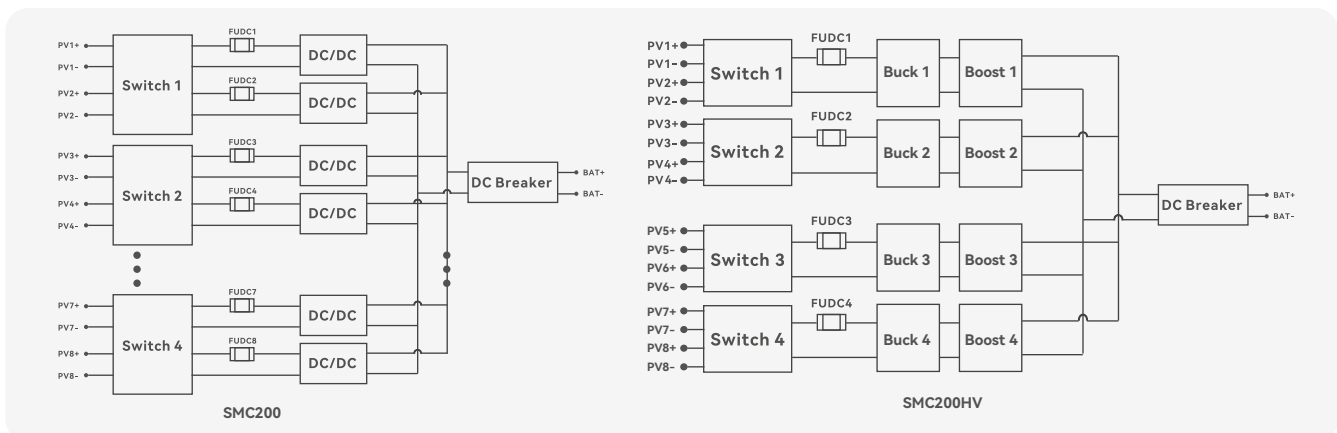 FUDC1
PV1+
PV1-
Switch 1
DC/DC
FUDC2
PV2+
PV2-
DC/DC
FUDC3
PV3+
PV3-
Switch 2
DC/DC
FUDC4
PV4+
PV4-
DC/DC
DC Breaker
BAT+
BAT-
FUDC7
PV7+
PV7-
Switch 4
DC/DC
FUDC8
PV8+
PV8-
DC/DC
SMC200
FUDC1
PV1+
PV1-
PV2+
PV2-
Switch 1
Buck 1
Boost 1
FUDC2
PV3+
PV3-
PV4+
PV4-
Switch 2
Buck 2
Boost 2
DC Breaker
BAT+
BAT-
FUDC3
PV5+
PV5-
PV6+
PV6-
Switch 3
Buck 3
Boost 3
FUDC4
PV7+
PV7-
PV8+
PV8-
Switch 4
Buck 4
Boost 4
SMC200HV